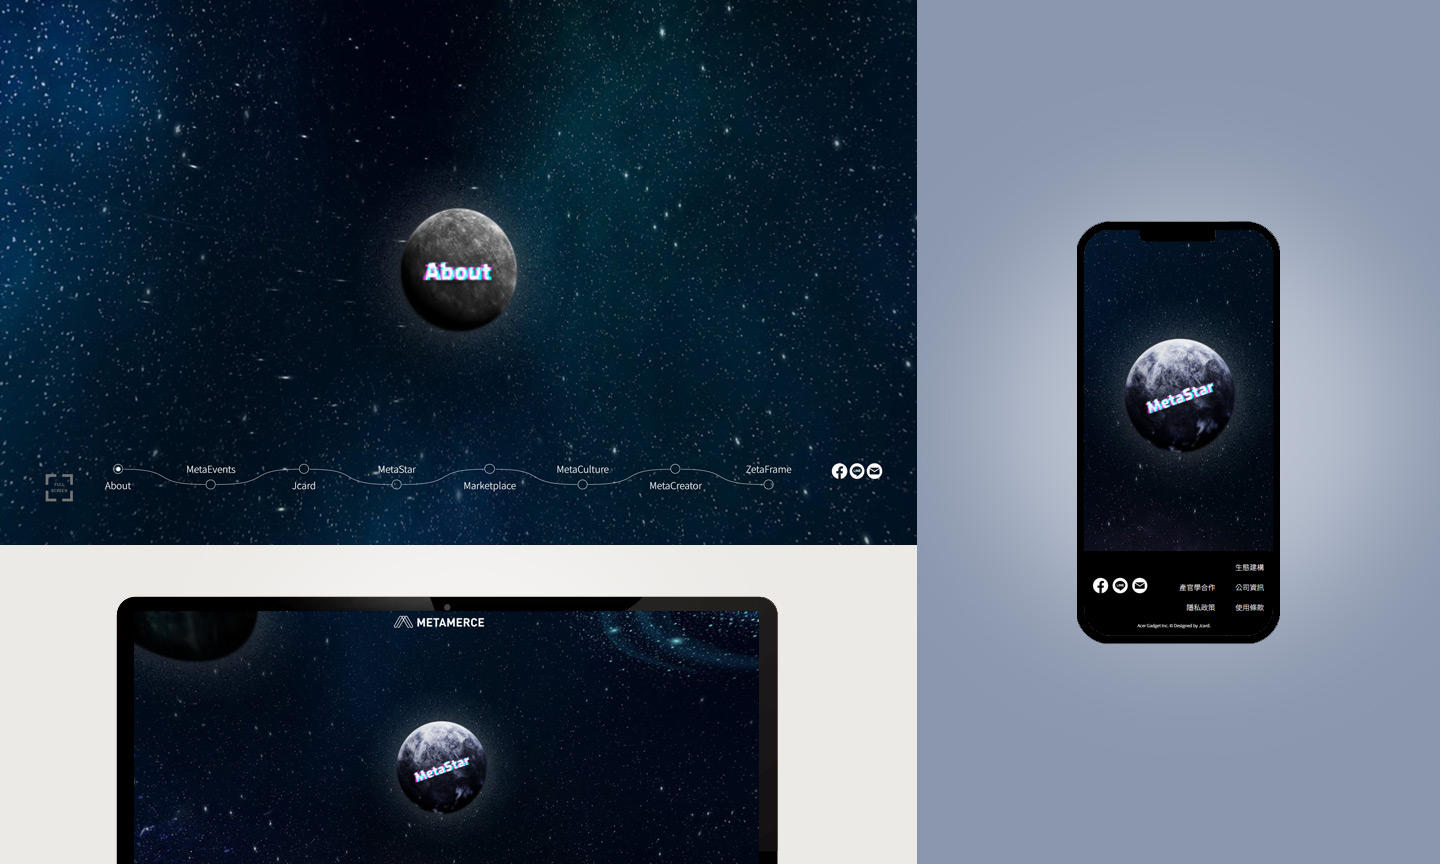 About
MetaEvents
MetaStar
MetaCulture
ZetaFrame
FULL
SCREEN
About
Jcard
Marketplace
MetaCreator
METAMERCE
MetaStar
MetaStar
生態建構
產官學合作
公司資訊
隱私政策
使用條款
Acer Gadget Inc. © Designed by Jcard.